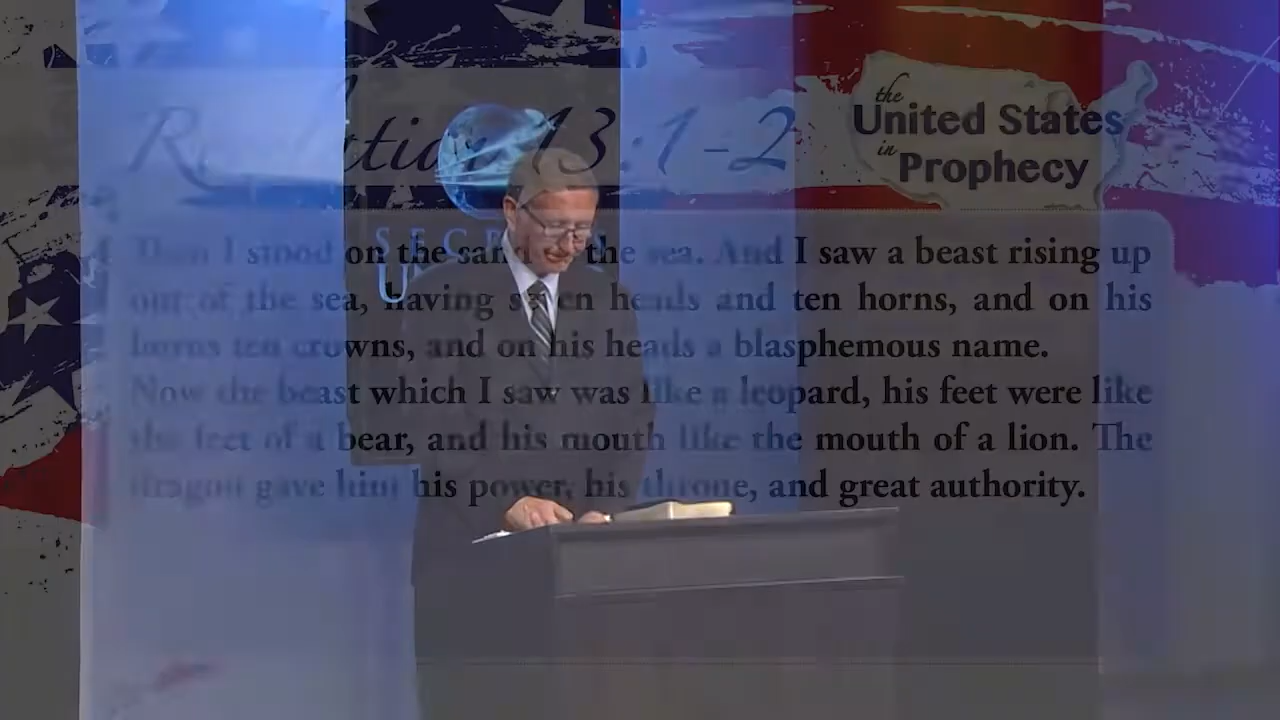 Revelation 13:1-2
the
United States
in
Prophecy
Then I stood on the sand the sea. And I saw a beast rising up
out of the sea, having seven heads and ten horns, and on his
horns ten crowns, and on his heads a blasphemous name.
Now the beast which I saw was like a leopard, his feet were like
the feet of a bear, and his mouth like the mouth of a lion. The
dragon gave him his power, his throne, and great authority.